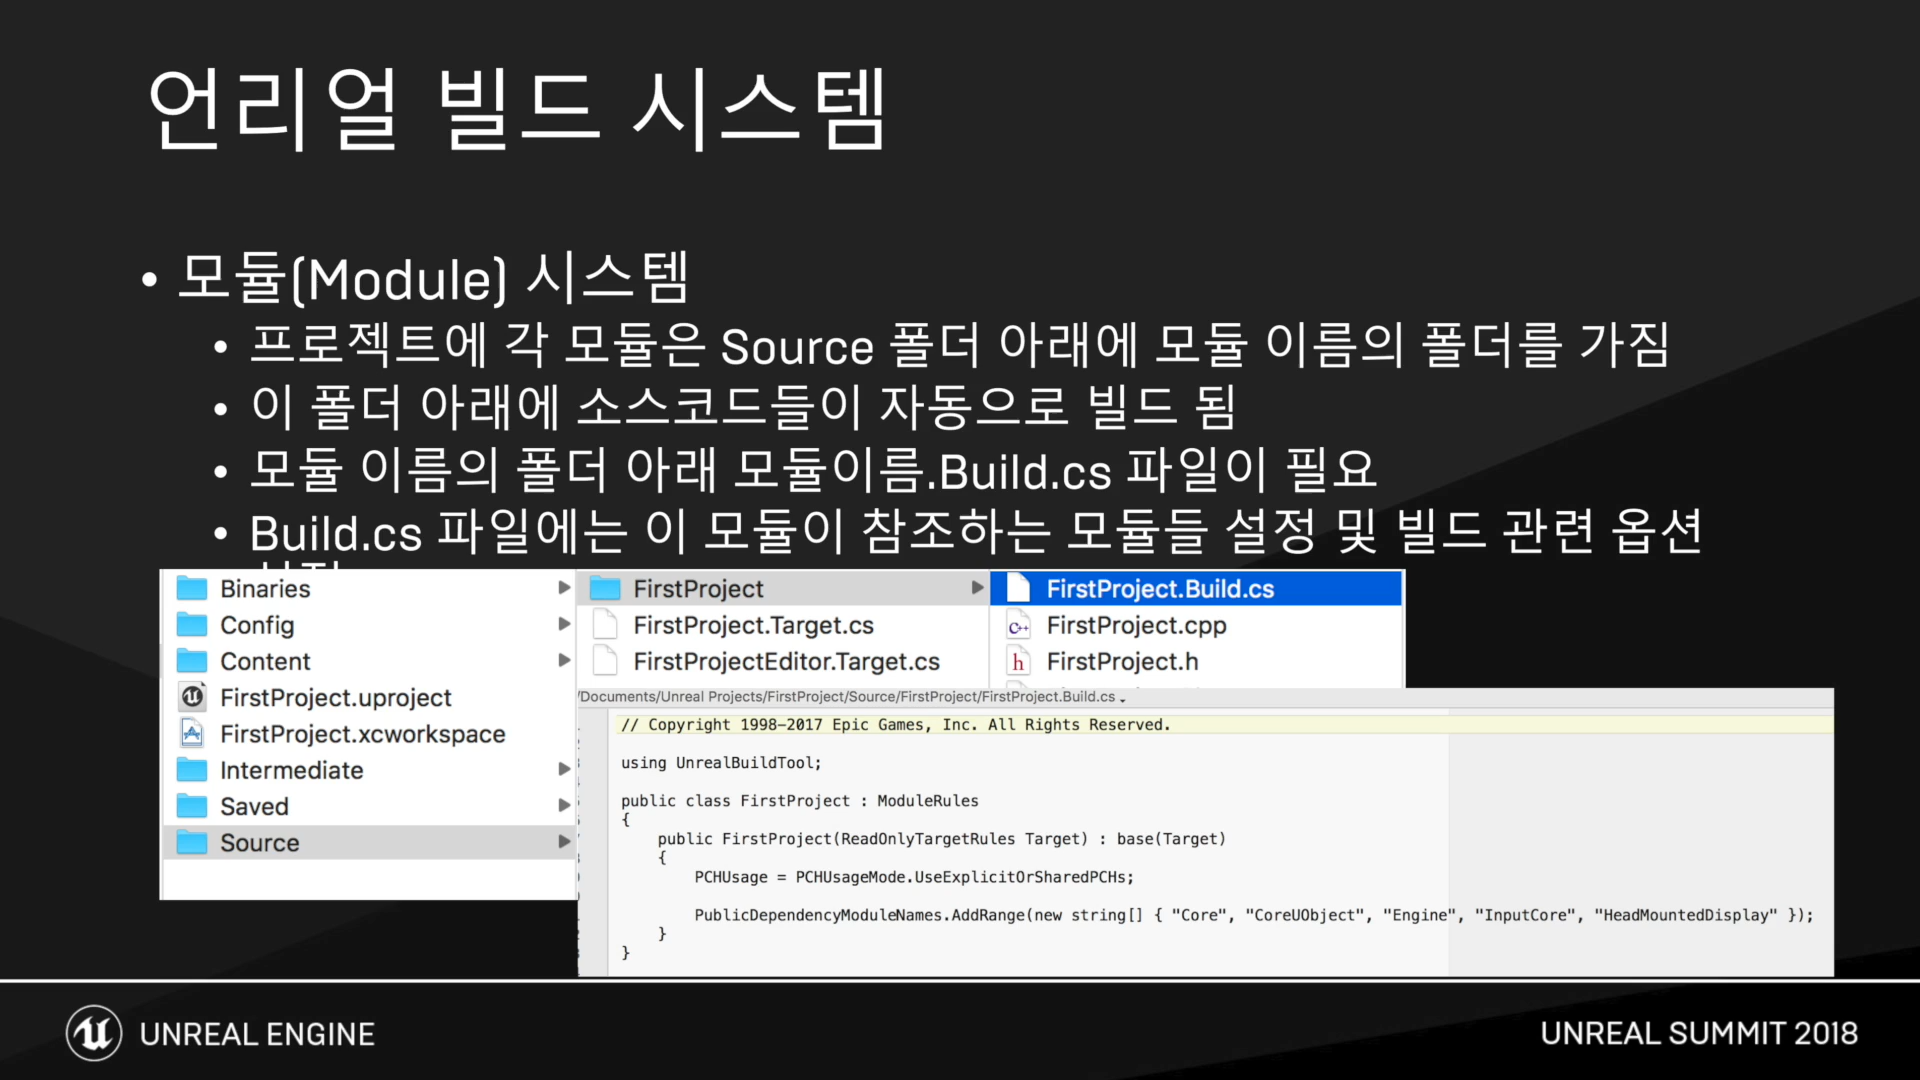 언리얼 빌드 시스템
• 모듈(Module) 시스템
• 프로젝트에 각 모듈은 Source 폴더 아래에 모듈 이름의 폴더를 가짐
• 이 폴더 아래에 소스코드들이 자동으로 빌드 됨
• 모듈 이름의 폴더 아래 모듈이름.Build.cs 파일이 필요
• Build.cs 파일에는 이 모듈이 참조하는 모듈들 설정 및 빌드 관련 옵션
Binaries
Config
Content
FirstProject.uproject
FirstProject.xcworkspace
Intermediate
Saved
Source
FirstProject
FirstProject.Target.cs
FirstProjectEditor.Target.cs
FirstProject.Build.cs
FirstProject.cpp
FirstProject.h
/Documents/Unreal Projects/FirstProject/Source/FirstProject/FirstProject.Build.cs
// Copyright 1998-2017 Epic Games, Inc. All Rights Reserved.
using UnrealBuildTool;
public class FirstProject : ModuleRules
{
public FirstProject(ReadOnlyTargetRules Target) : base(Target)
{
PCHUsage = PCHUsageMode.UseExplicitOrSharedPCHs;
PublicDependencyModuleNames.AddRange(new string[] { "Core", "CoreUObject", "Engine", "InputCore", "HeadMountedDisplay" });
}
}
UNREAL ENGINE
UNREAL SUMMIT 2018